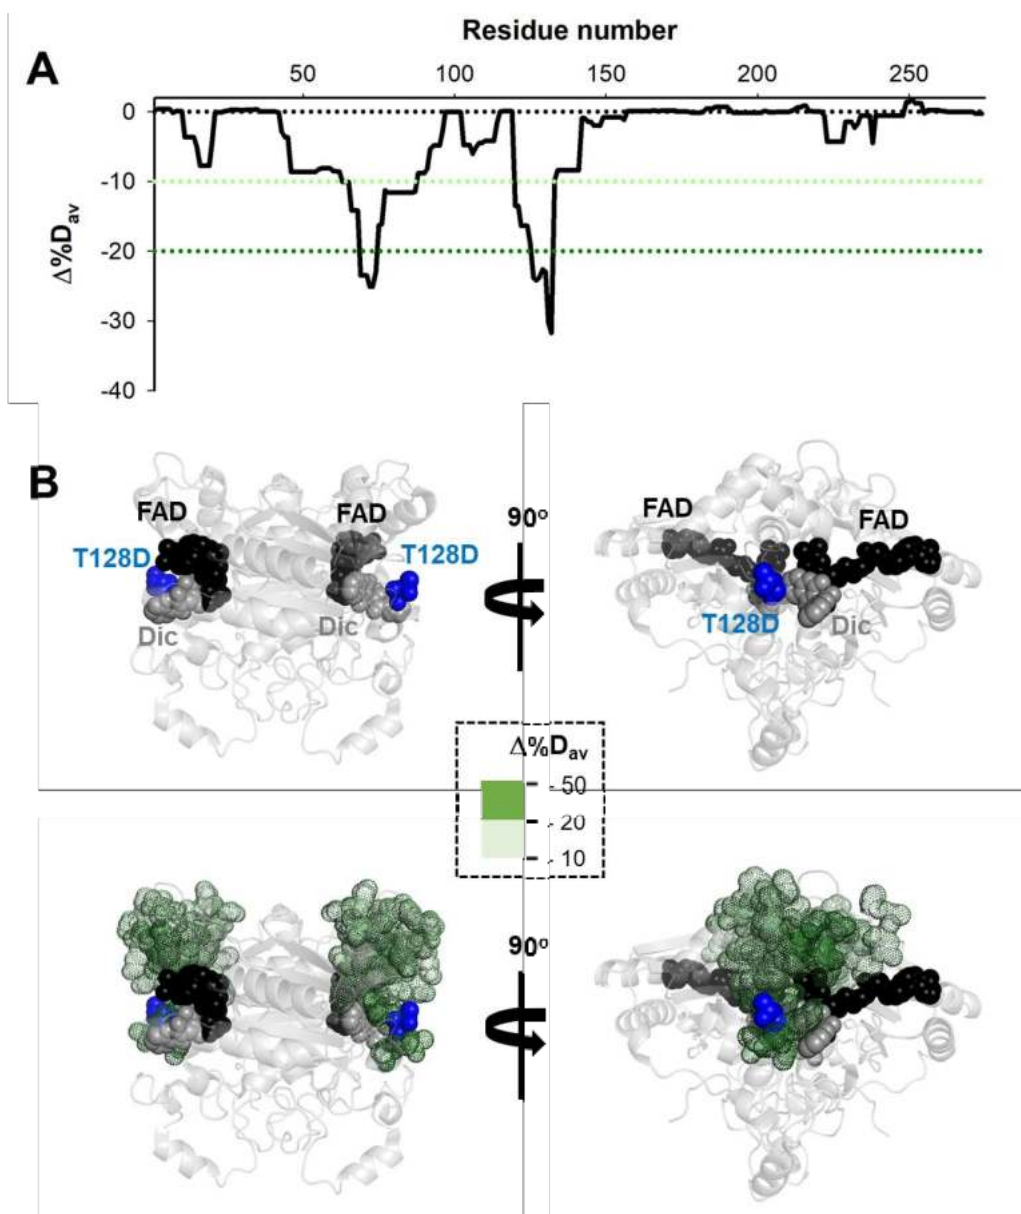 Residue number
A
50 100 150 200 250
0
-10
-20
-30
-40
Δ%Dav
B
FAD FAD
T128D T128D
Dic Dic
90º
FAD FAD
T128D Dic
Δ%Dav
- 50
- 20
- 10
90º